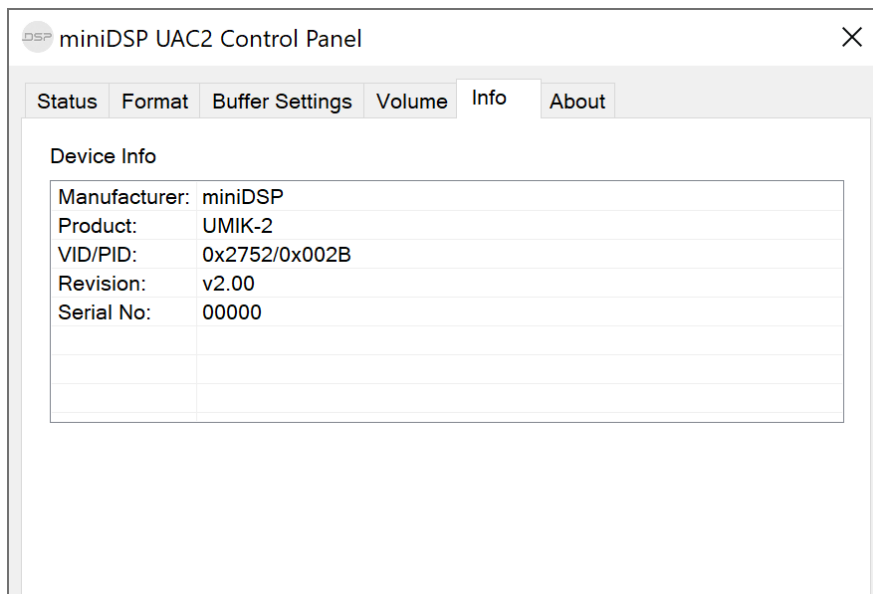 DSP miniDSP UAC2 Control Panel
Status Format Buffer Settings Volume Info About
Device Info
Manufacturer: miniDSP
Product: UMIK-2
VID/PID: 0x2752/0x002B
Revision: v2.00
Serial No: 00000